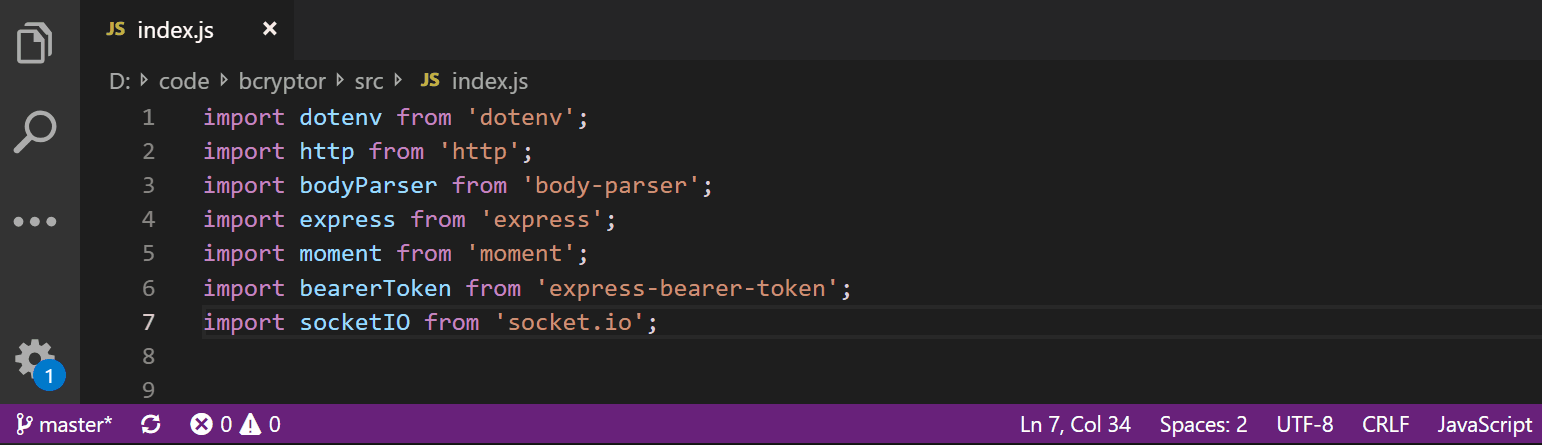 JS index.js ×
D: code bcryptor src JS index.js
1 import dotenv from 'dotenv';
2 import http from 'http';
3 import bodyParser from 'body-parser';
4 import express from 'express';
5 import moment from 'moment';
6 import bearerToken from 'express-bearer-token';
7 import socketIO from 'socket.io';
8
9
1
master* 0 0 Ln 7, Col 34 Spaces: 2 UTF-8 CRLF JavaScript